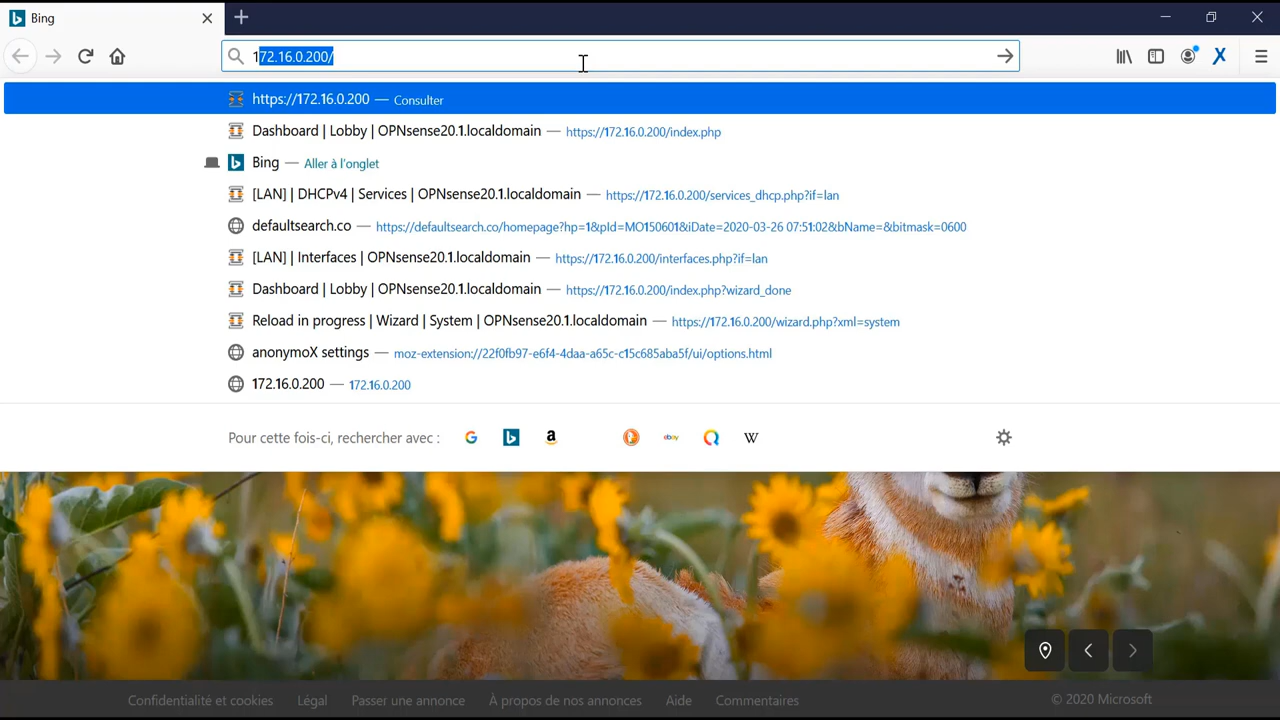 Bing
172.16.0.200/
https://172.16.0.200 — Consulter
Dashboard | Lobby | OPNsense20.1.localdomain — https://172.16.0.200/index.php
Bing — Aller à l'onglet
[LAN] | DHCPv4 | Services | OPNsense20.1.localdomain — https://172.16.0.200/services_dhcp.php?if=lan
defaultsearch.co — https://defaultsearch.co/homepage?hp=1&pId=MO150601&iDate=2020-03-26 07:51:02&bName=&bitmask=0600
[LAN] | Interfaces | OPNsense20.1.localdomain — https://172.16.0.200/interfaces.php?if=lan
Dashboard | Lobby | OPNsense20.1.localdomain — https://172.16.0.200/index.php?wizard_done
Reload in progress | Wizard | System | OPNsense20.1.localdomain — https://172.16.0.200/wizard.php?xml=system
anonymoX settings — moz-extension://22f0fb97-e6f4-4daa-a65c-c15c685aba5f/ui/options.html
172.16.0.200 — 172.16.0.200
Pour cette fois-ci, rechercher avec : G b a ebay W
Confidentialité et cookies Légal Passer une annonce À propos de nos annonces Aide Commentaires © 2020 Microsoft